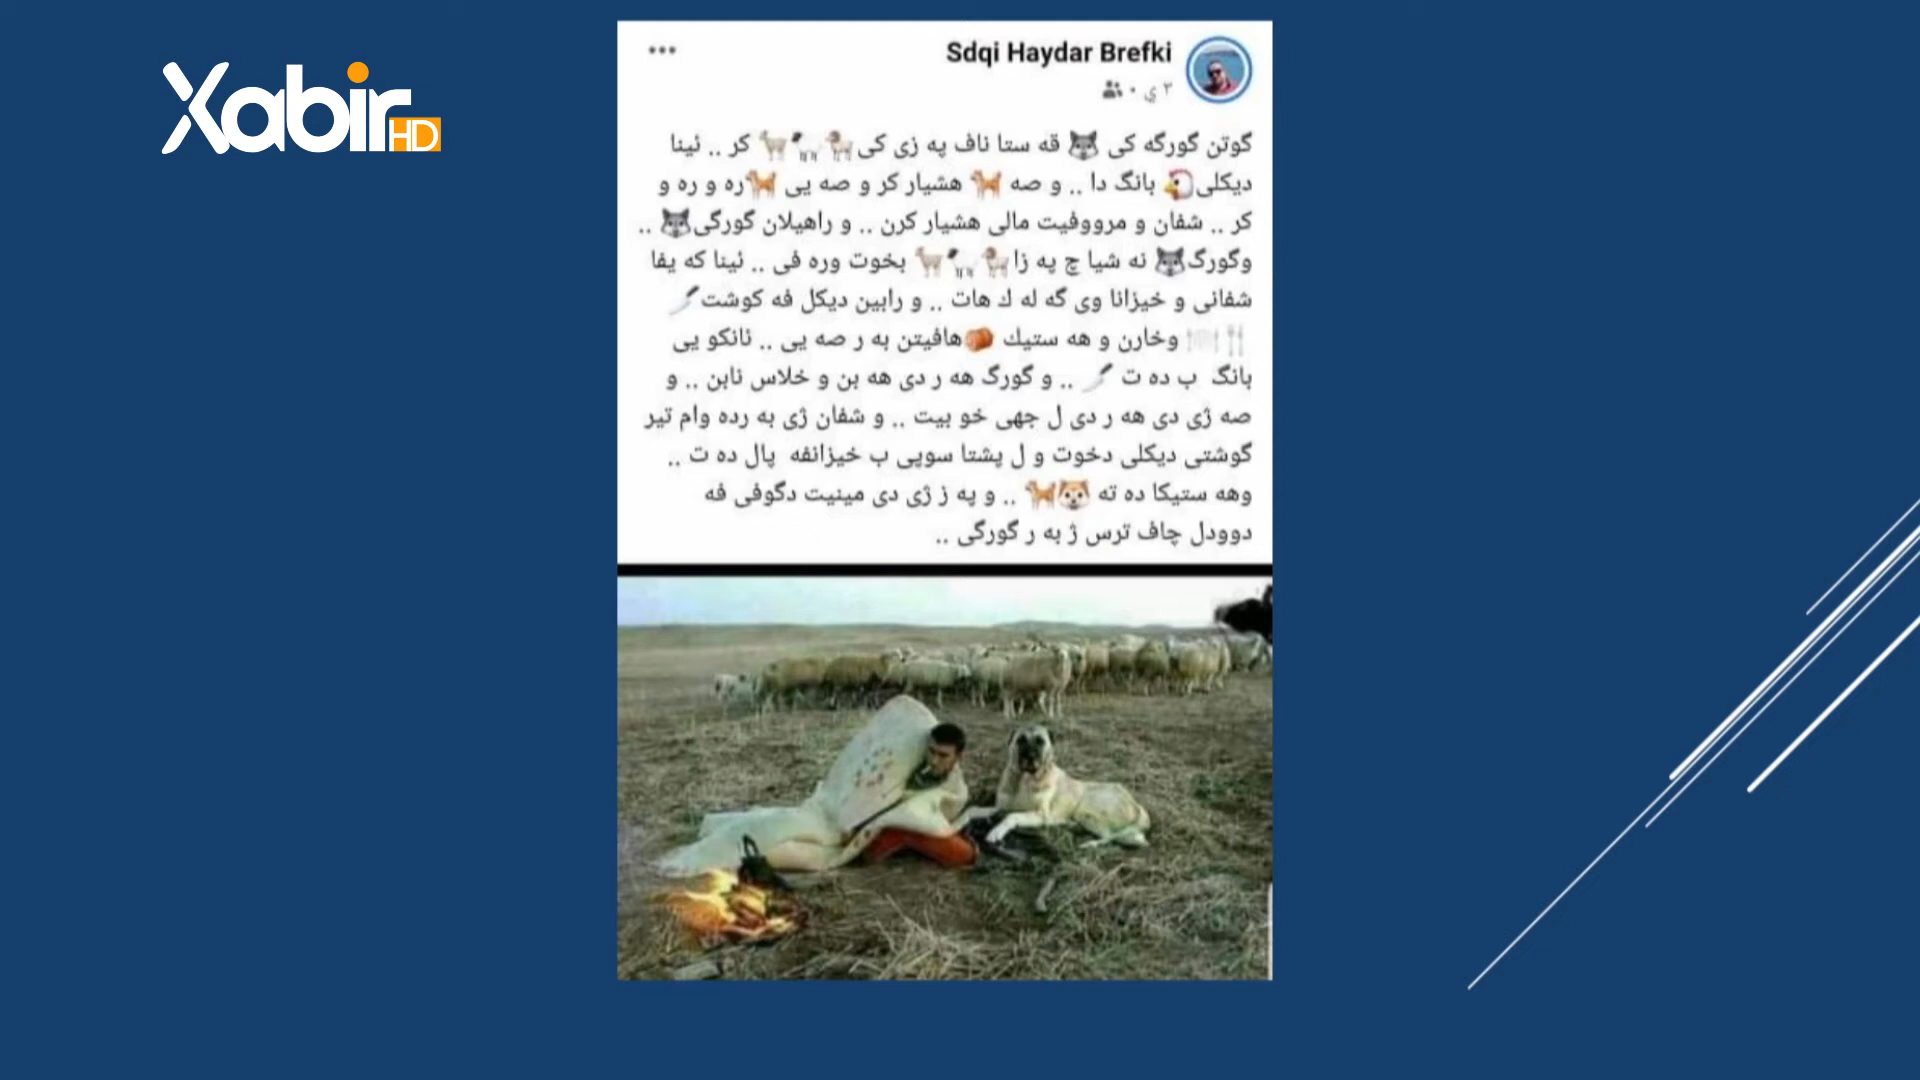 Xabir HD
Sdqi Haydar Brefki
٣ ي ·
گوتن گورگه کی 🐺 قه ستا ناف په زی کی🐏🐑🐐 کر .. ئینا
دیکلی🐔 بانگ دا .. و صه 🐕 هشیار کر و صه یی 🐕ره و ره و
کر .. شفان و مرووفیت مالی هشیار کرن .. و راهیلان گورگی🐺 ..
وگورگ🐺 نه شیا چ په زا🐏🐑🐐 بخوت وره فی .. ئینا که یفا
شفانی و خیزانا وی گه له ك هات .. و رابین دیکل فه کوشت🔪
🍴🍽 وخارن و هه ستیك 🍖هافیتن به ر صه یی .. ئانکو یی
بانگ ب ده ت 🔪 .. و گورگ هه ر دی هه بن و خلاس نابن .. و
صه ژی دی هه ر دی ل جهی خو بیت .. و شفان ژی به رده وام تیر
گوشتی دیکلی دخوت و ل پشتا سوپی ب خیزانفه پال ده ت ..
وهه ستیکا ده ته 🐶🐕 .. و په ز ژی دی مینیت دگوفی فه
دوودل چاف ترس ژ به ر گورگی ..